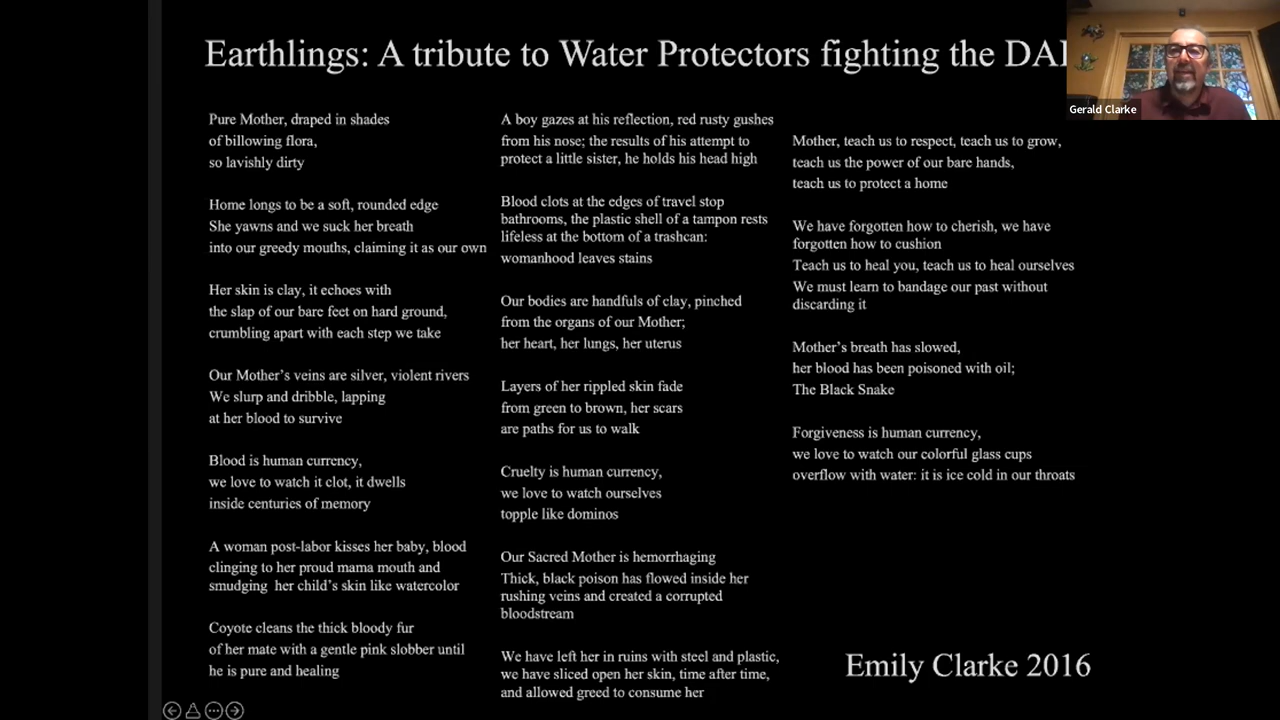 Earthlings: A tribute to Water Protectors fighting the
Gerald Clarke
Pure Mother, draped in shades
of billowing flora,
so lavishly dirty
Home longs to be a soft, rounded edge
She yawns and we suck her breath
into our greedy mouths, claiming it as our own
Her skin is clay, it echoes with
the slap of our bare feet on hard ground,
crumbling apart with each step we take
Our Mother's veins are silver, violent rivers
We slurp and dribble, lapping
at her blood to survive
Blood is human currency,
we love to watch it clot, it dwells
inside centuries of memory
A woman post-labor kisses her baby, blood
clinging to her proud mama mouth and
smudging her child's skin like watercolor
Coyote cleans the thick bloody fur
of her mate with a gentle pink slobber until
he is pure and healing
A boy gazes at his reflection, red rusty gushes
from his nose; the results of his attempt to
protect a little sister, he holds his head high
Blood clots at the edges of travel stop
bathrooms, the plastic shell of a tampon rests
lifeless at the bottom of a trashcan:
womanhood leaves stains
Our bodies are handfuls of clay, pinched
from the organs of our Mother;
her heart, her lungs, her uterus
Layers of her rippled skin fade
from green to brown, her scars
are paths for us to walk
Cruelty is human currency,
we love to watch ourselves
topple like dominos
Our Sacred Mother is hemorrhaging
Thick, black poison has flowed inside her
rushing veins and created a corrupted
bloodstream
We have left her in ruins with steel and plastic,
we have sliced open her skin, time after time,
and allowed greed to consume her
Mother, teach us to respect, teach us to grow,
teach us the power of our bare hands,
teach us to protect a home
We have forgotten how to cherish, we have
forgotten how to cushion
Teach us to heal you, teach us to heal ourselves
We must learn to bandage our past without
discarding it
Mother's breath has slowed,
her blood has been poisoned with oil;
The Black Snake
Forgiveness is human currency,
we love to watch our colorful glass cups
overflow with water: it is ice cold in our throats
Emily Clarke 2016